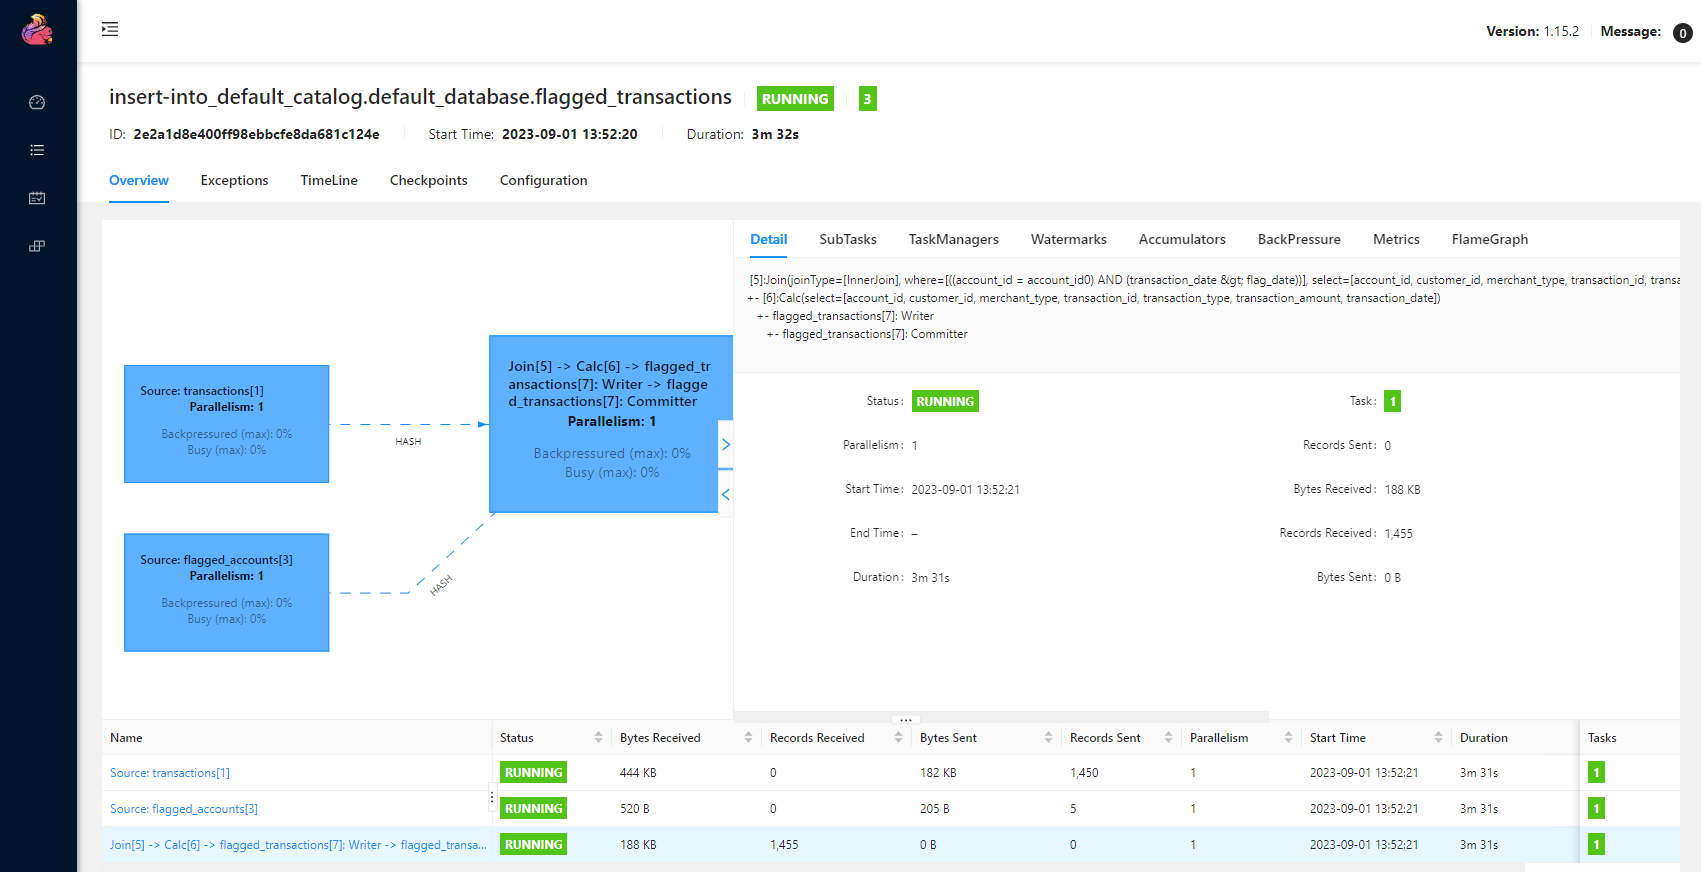 Version: 1.15.2 Message: 0
insert-into_default_catalog.default_database.flagged_transactions RUNNING 3
ID: 2e2a1d8e400ff98ebbcfe8da681c124e Start Time: 2023-09-01 13:52:20 Duration: 3m 32s
Overview Exceptions TimeLine Checkpoints Configuration
Source: transactions[1]
Parallelism: 1
Backpressured (max): 0%
Busy (max): 0%
HASH
Source: flagged_accounts[3]
Parallelism: 1
Backpressured (max): 0%
Busy (max): 0%
HASH
Join[5] -> Calc[6] -> flagged_tr
ansactions[7]: Writer -> flagge
d_transactions[7]: Committer
Parallelism: 1
Backpressured (max): 0%
Busy (max): 0%
Detail SubTasks TaskManagers Watermarks Accumulators BackPressure Metrics FlameGraph
[5]:Join(joinType=[InnerJoin], where=[((account_id = account_id0) AND (transaction_date &gt; flag_date))], select=[account_id, customer_id, merchant_type, transaction_id, transa
+- [6]:Calc(select=[account_id, customer_id, merchant_type, transaction_id, transaction_type, transaction_amount, transaction_date])
+- flagged_transactions[7]: Writer
+- flagged_transactions[7]: Committer
Status: RUNNING Task: 1
Parallelism: 1 Records Sent: 0
Start Time: 2023-09-01 13:52:21 Bytes Received: 188 KB
End Time: – Records Received: 1,455
Duration: 3m 31s Bytes Sent: 0 B
Name Status Bytes Received Records Received Bytes Sent Records Sent Parallelism Start Time Duration Tasks
Source: transactions[1] RUNNING 444 KB 0 182 KB 1,450 1 2023-09-01 13:52:21 3m 31s 1
Source: flagged_accounts[3] RUNNING 520 B 0 205 B 5 1 2023-09-01 13:52:21 3m 31s 1
Join[5] -> Calc[6] -> flagged_transactions[7]: Writer -> flagged_transa... RUNNING 188 KB 1,455 0 B 0 1 2023-09-01 13:52:21 3m 31s 1